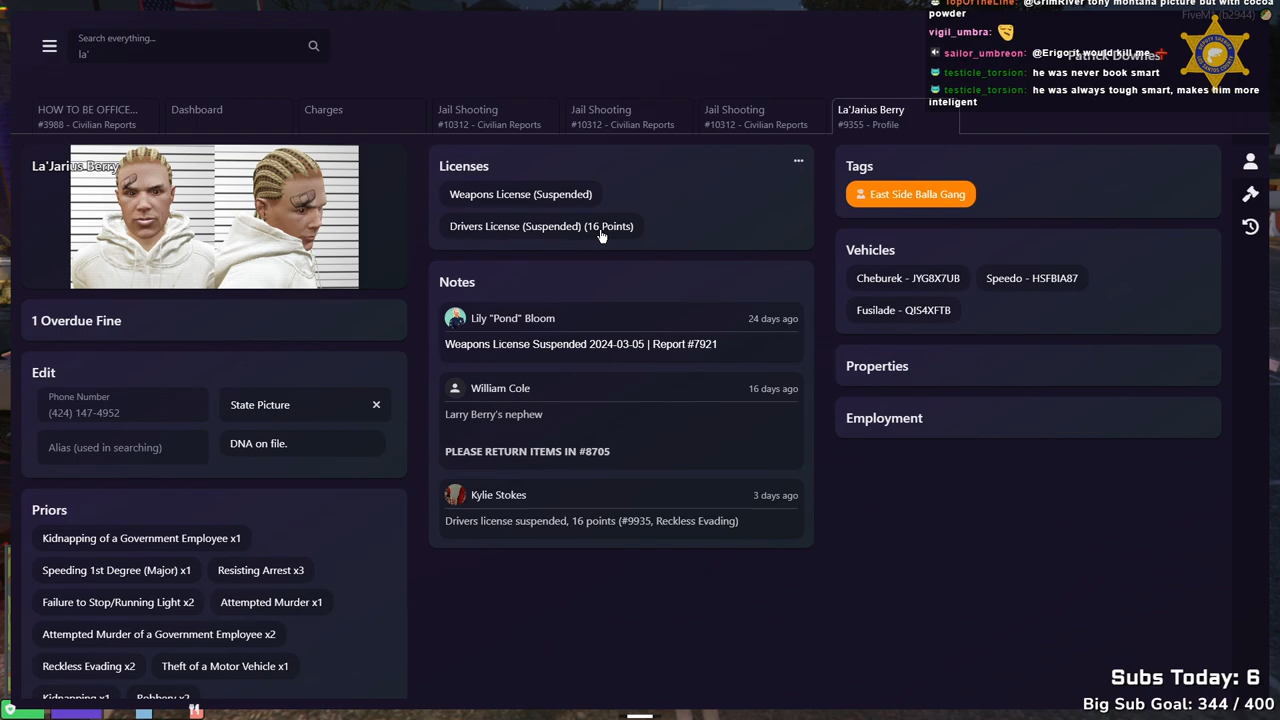 Search everything...
la'
TopOfTheLine: @GrimRiver tony montana picture but with cocoa
powder
vigil_umbra:
sailor_umbreon: @Erigo it would kill me
testicle_torsion: he was never book smart
testicle_torsion: he was always tough smart, makes him more
inteligent
FiveM® (b2944)
Patrick Downes
HOW TO BE OFFICE...
#3988 - Civilian Reports
Dashboard
Charges
Jail Shooting
#10312 - Civilian Reports
Jail Shooting
#10312 - Civilian Reports
Jail Shooting
#10312 - Civilian Reports
La'Jarius Berry
#9355 - Profile
La'Jarius Berry
1 Overdue Fine
Edit
Phone Number
(424) 147-4952
State Picture
Alias (used in searching)
DNA on file.
Priors
Kidnapping of a Government Employee x1
Speeding 1st Degree (Major) x1
Resisting Arrest x3
Failure to Stop/Running Light x2
Attempted Murder x1
Attempted Murder of a Government Employee x2
Reckless Evading x2
Theft of a Motor Vehicle x1
Kidnapping x1
Robbery x2
Licenses
Weapons License (Suspended)
Drivers License (Suspended) (16 Points)
Notes
Lily "Pond" Bloom
24 days ago
Weapons License Suspended 2024-03-05 | Report #7921
William Cole
16 days ago
Larry Berry's nephew
PLEASE RETURN ITEMS IN #8705
Kylie Stokes
3 days ago
Drivers license suspended, 16 points (#9935, Reckless Evading)
Tags
East Side Balla Gang
Vehicles
Cheburek - JYG8X7UB
Speedo - HSFBIA87
Fusilade - QIS4XFTB
Properties
Employment
Subs Today: 6
Big Sub Goal: 344 / 400